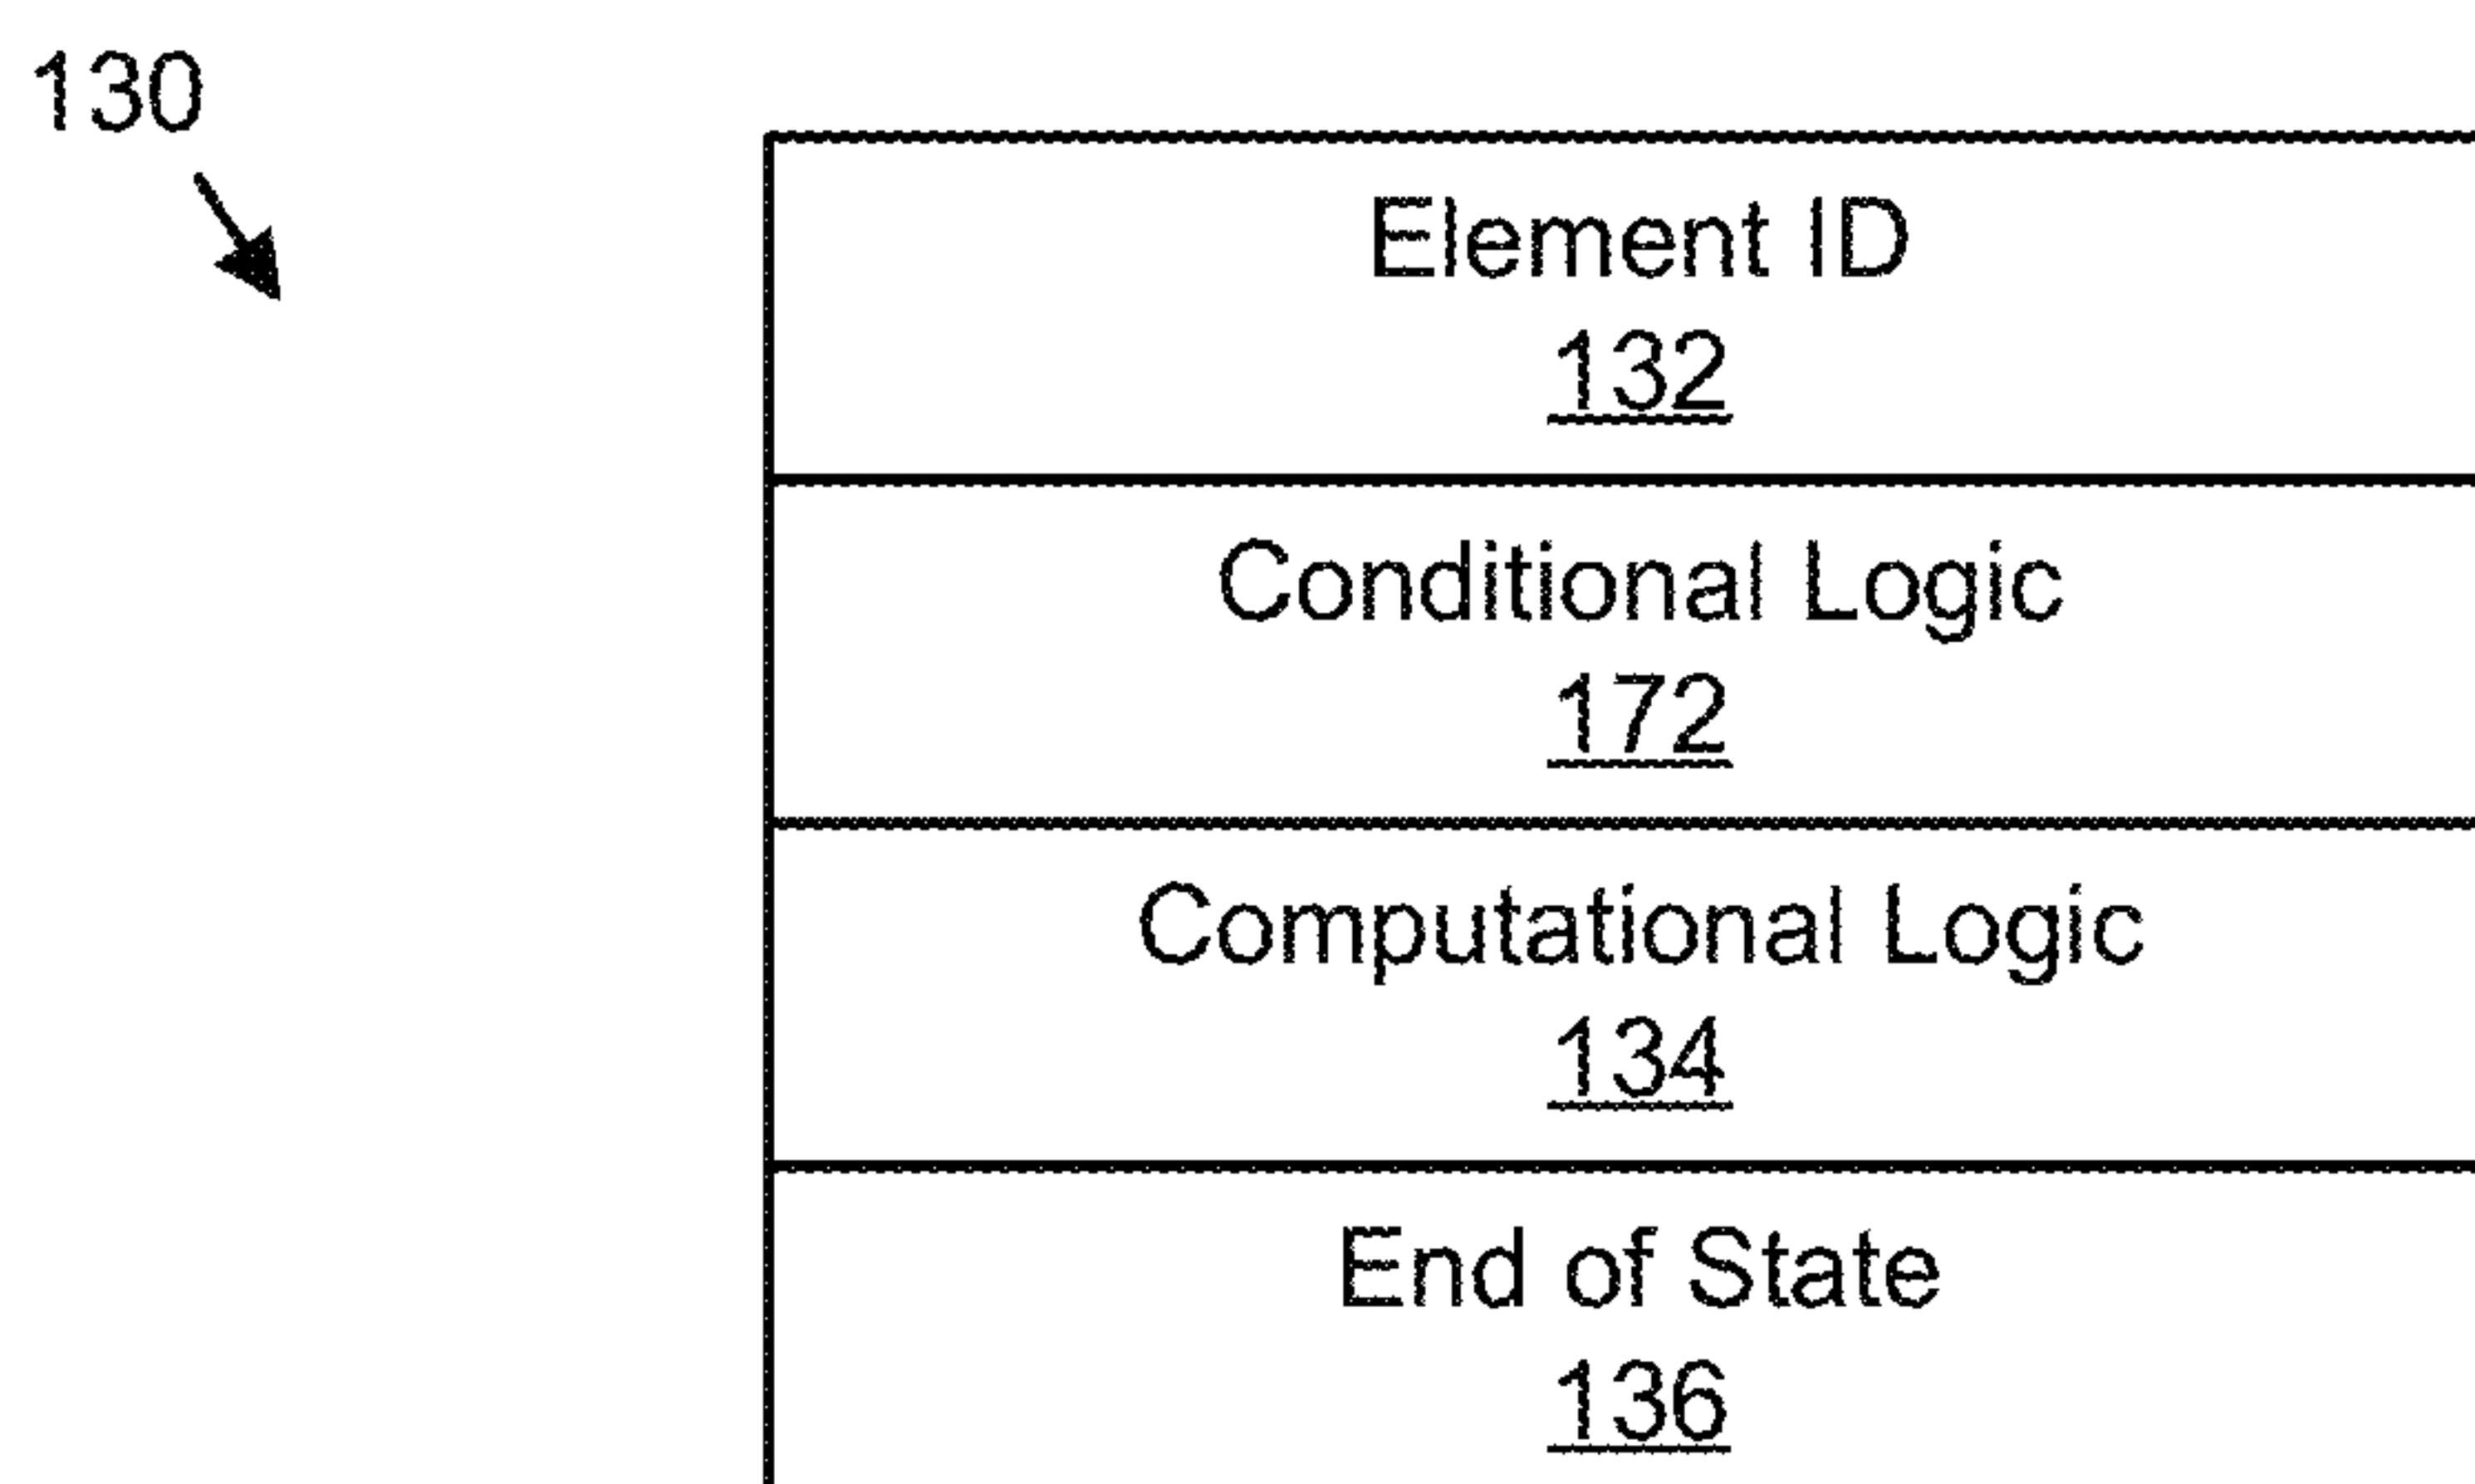 130
Element ID
132
Conditional Logic
172
Computational Logic
134
End of State
136